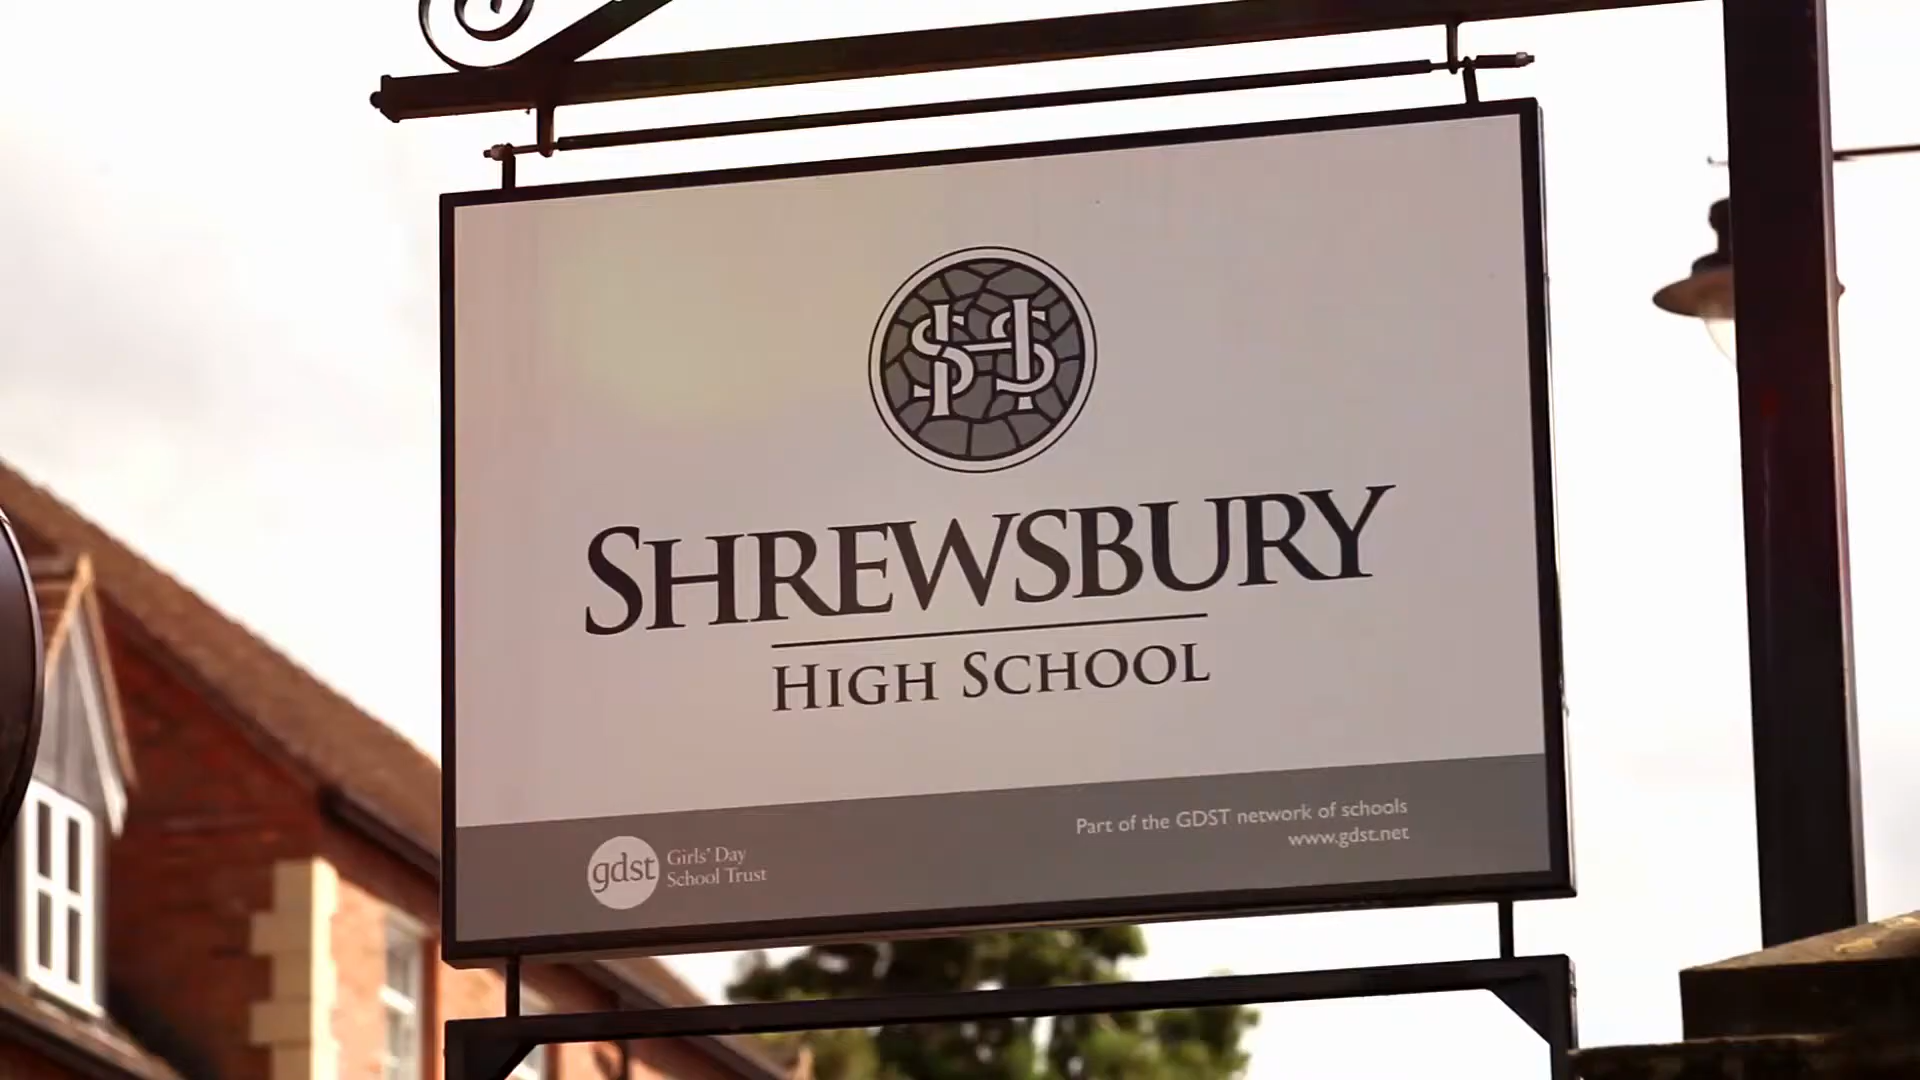 SHS
SHREWSBURY
HIGH SCHOOL
gdst
Girls' Day
School Trust
Part of the GDST network of schools
www.gdst.net